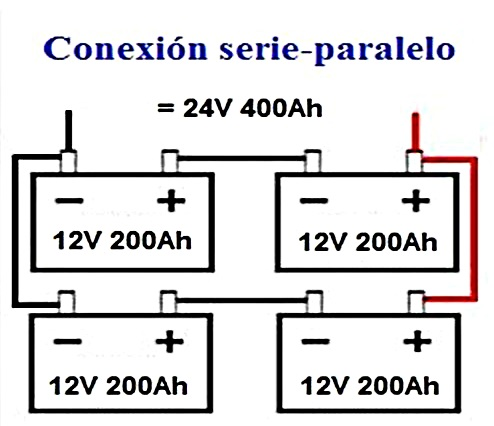 Conexión serie-paralelo
= 24V 400Ah
− +
12V 200Ah
− +
12V 200Ah
− +
12V 200Ah
− +
12V 200Ah